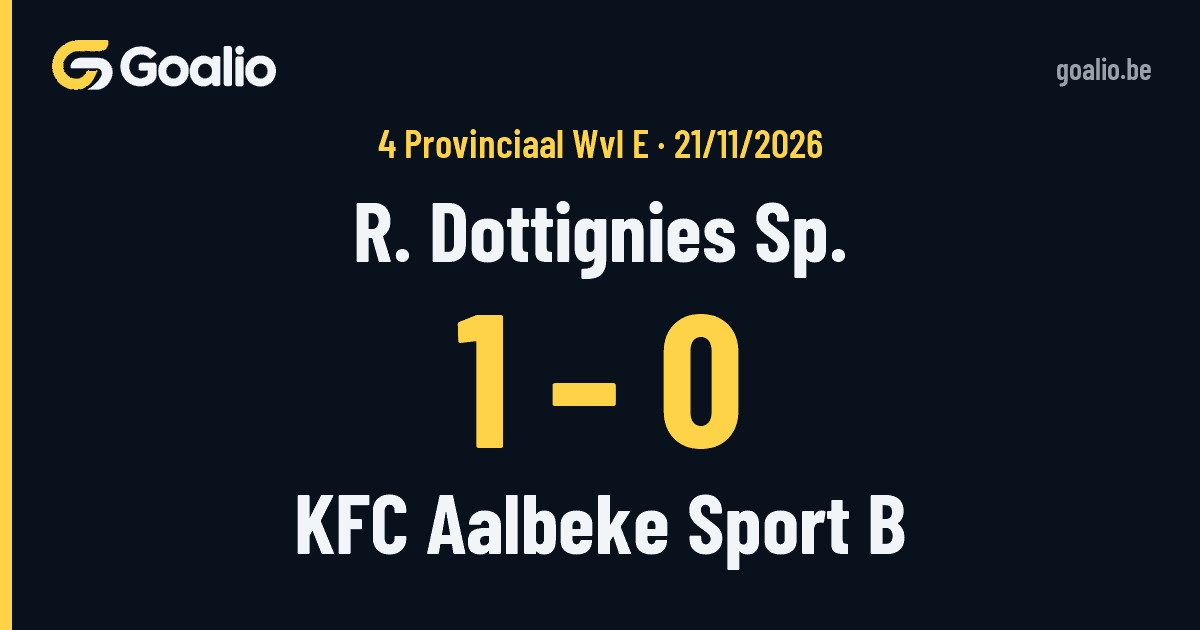 Goalio
goalio.be
4 Provinciaal Wvl E · 21/11/2026
R. Dottignies Sp.
1 – 0
KFC Aalbeke Sport B